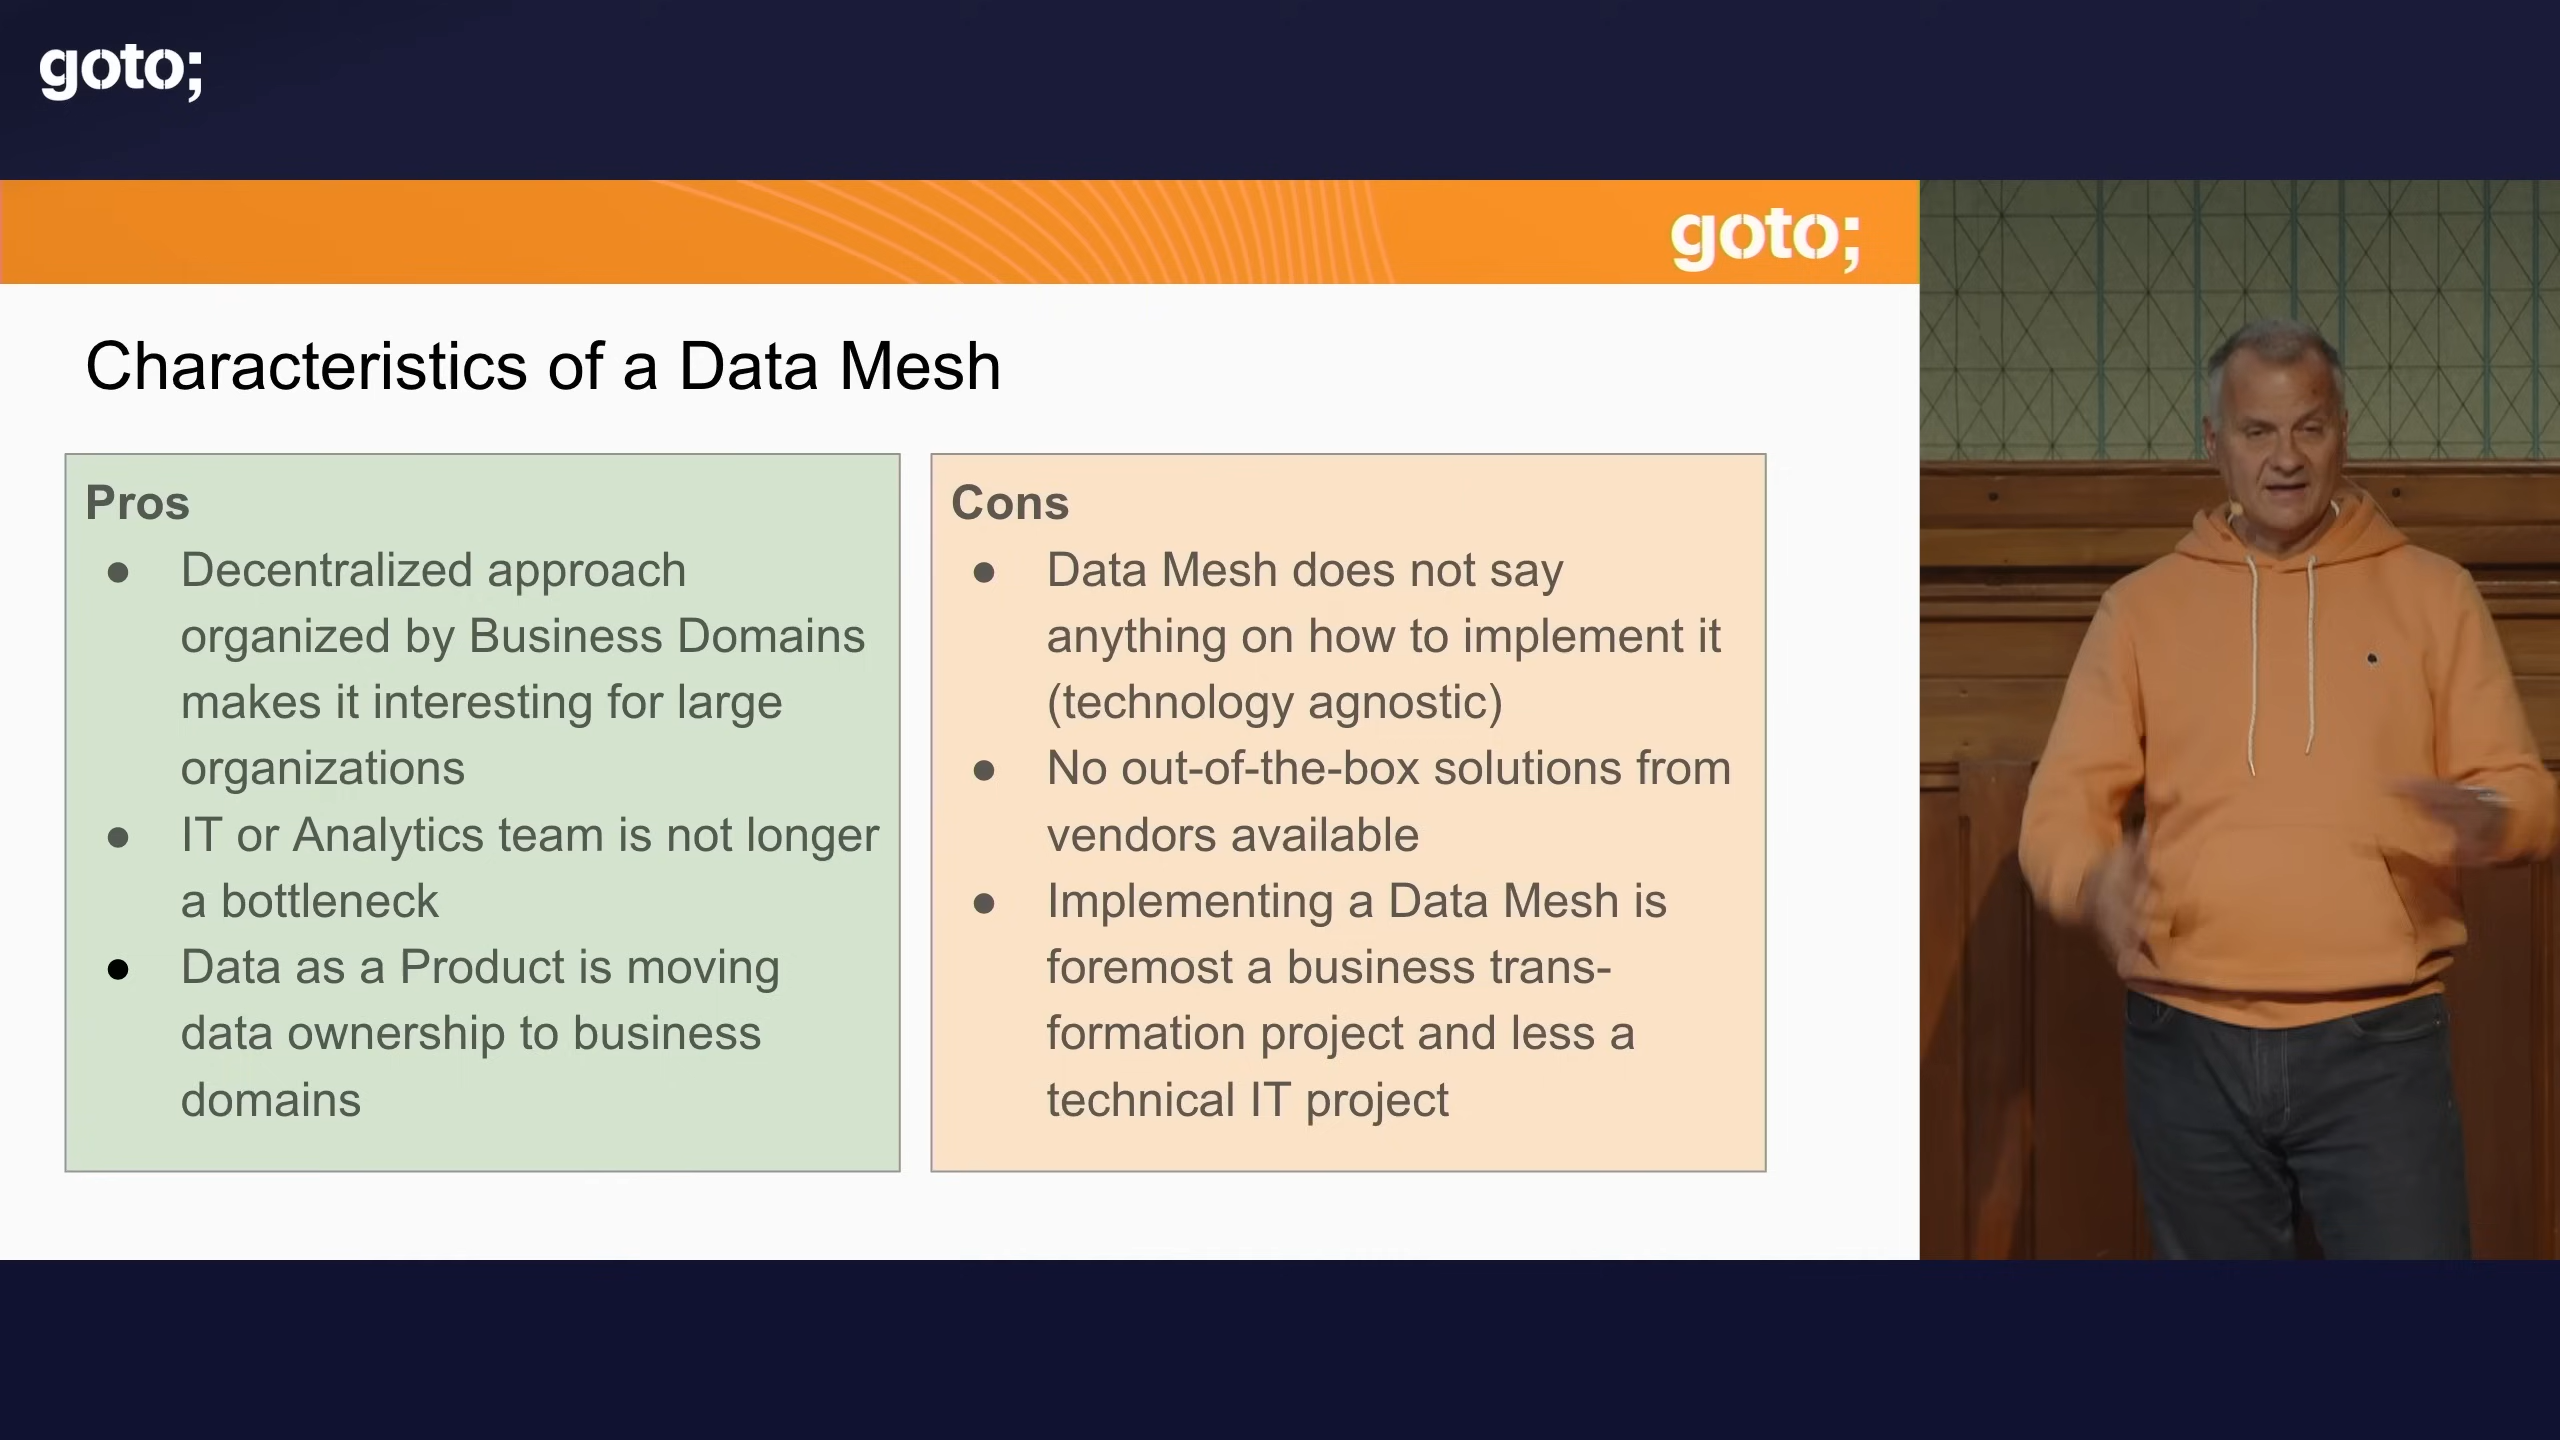 goto;
goto;
Characteristics of a Data Mesh
Pros
● Decentralized approach
organized by Business Domains
makes it interesting for large
organizations
● IT or Analytics team is not longer
a bottleneck
● Data as a Product is moving
data ownership to business
domains
Cons
● Data Mesh does not say
anything on how to implement it
(technology agnostic)
● No out-of-the-box solutions from
vendors available
● Implementing a Data Mesh is
foremost a business trans-
formation project and less a
technical IT project